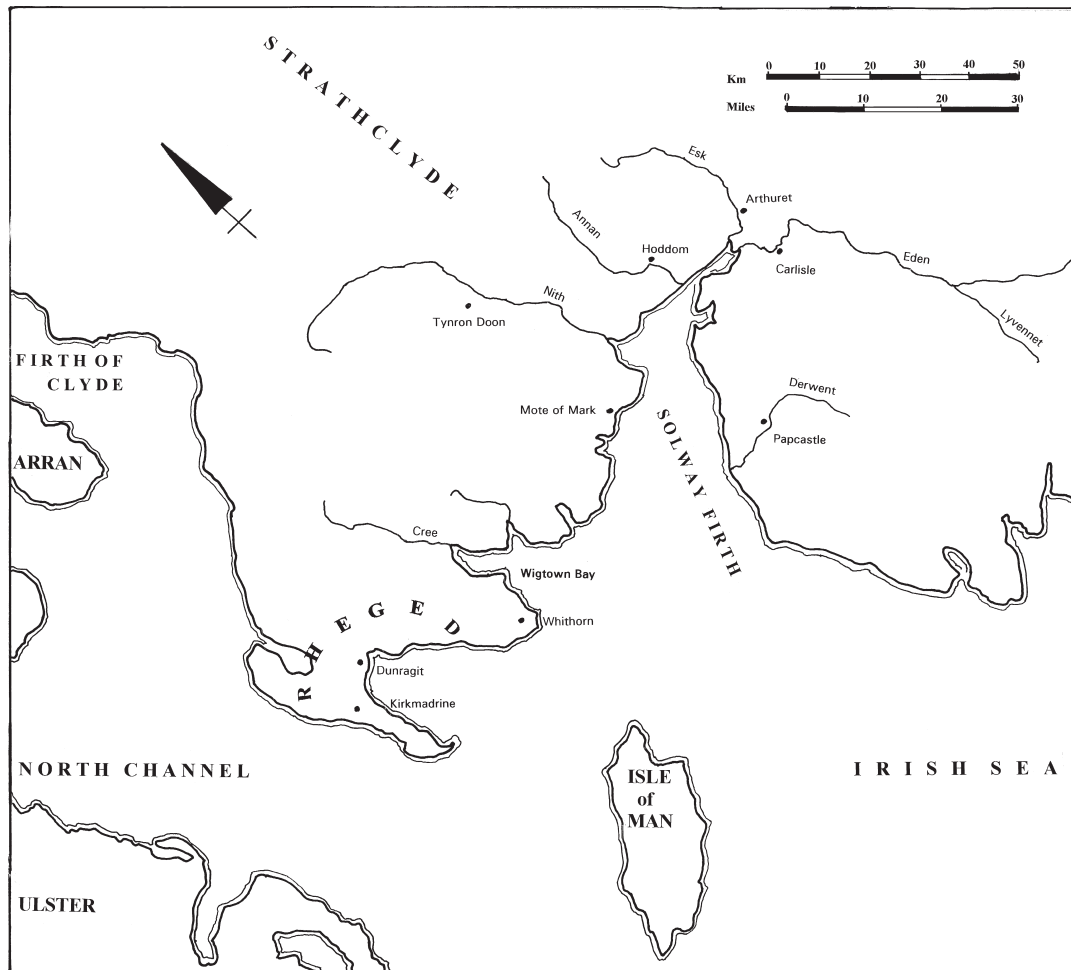 STRATHCLYDE
0 10 20 30 40 50
Km
0 10 20 30
Miles
Esk
Arthuret
Annan
Hoddom
Carlisle
Eden
Nith
Tynron Doon
Lyvennet
FIRTH OF
CLYDE
Derwent
Mote of Mark
Papcastle
SOLWAY FIRTH
ARRAN
Cree
Wigtown Bay
RHEGED
Whithorn
Dunragit
Kirkmadrine
NORTH CHANNEL
ISLE
of
MAN
IRISH SEA
ULSTER